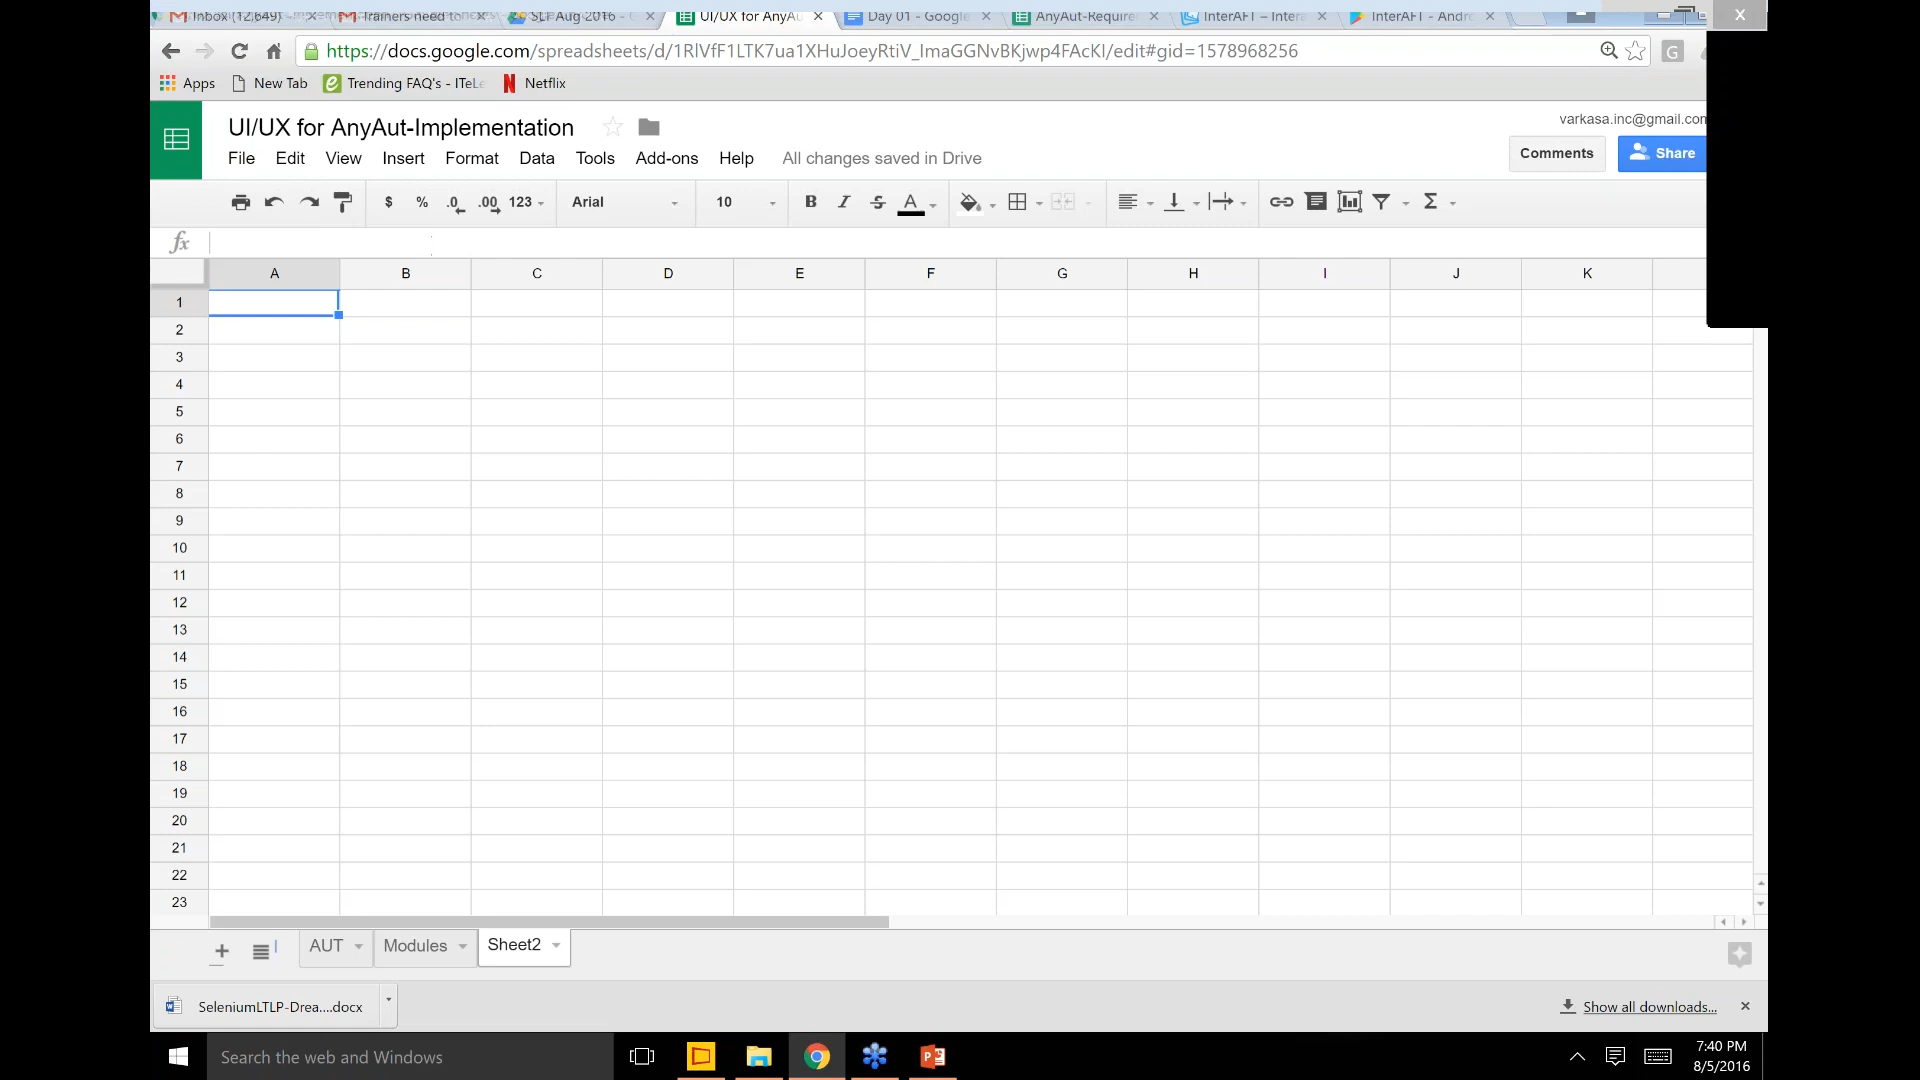 Inbox (12,649)
Trainers need to
SLT Aug 2016 - G
UI/UX for AnyAu
Day 01 - Google
AnyAut-Require
InterAFT – Intera
InterAFT - Andro
X
https://docs.google.com/spreadsheets/d/1RlVfF1LTK7ua1XHuJoeyRtiV_ImaGGNvBKjwp4FAcKI/edit#gid=1578968256
G
Apps
New Tab
Trending FAQ's - ITeLe
Netflix
UI/UX for AnyAut-Implementation
varkasa.inc@gmail.com
File Edit View Insert Format Data Tools Add-ons Help All changes saved in Drive
Comments
Share
$ % .0 .00 123 Arial 10 B I S A Σ
fx
A B C D E F G H I J K
1
2
3
4
5
6
7
8
9
10
11
12
13
14
15
16
17
18
19
20
21
22
23
+ AUT Modules Sheet2
SeleniumLTLP-Drea....docx
Show all downloads...
Search the web and Windows
7:40 PM
8/5/2016